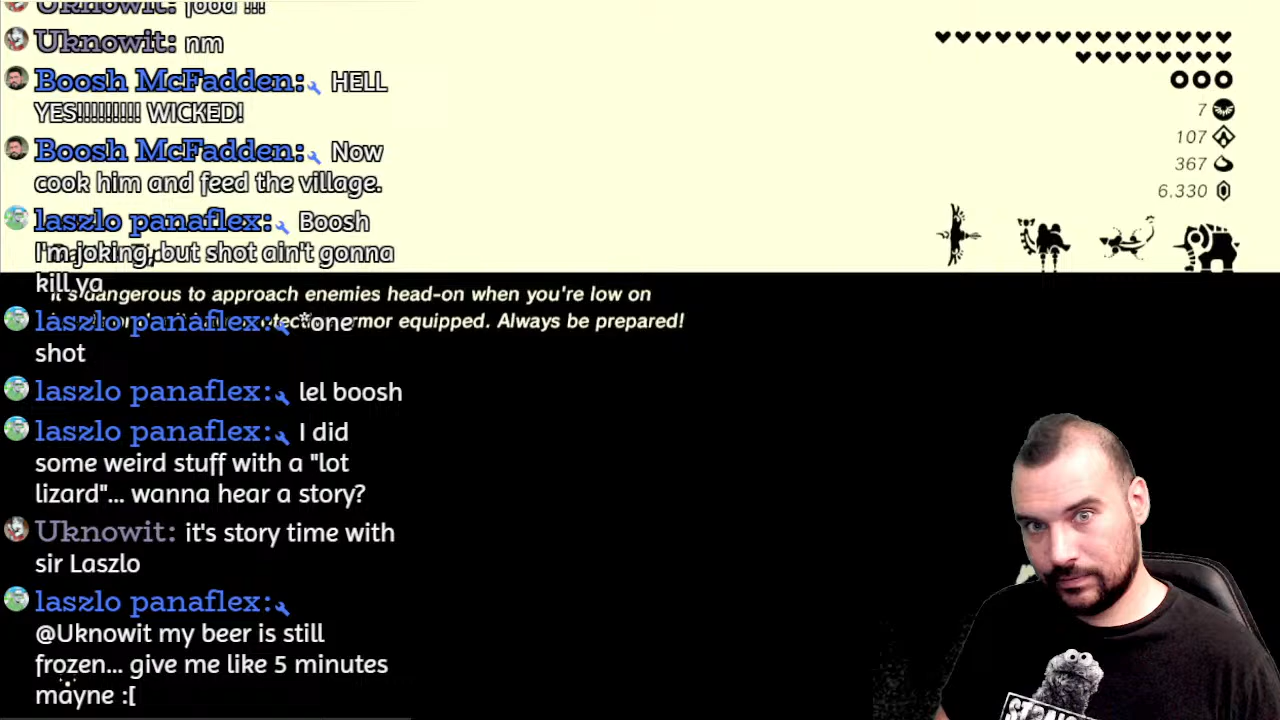 Uknowit: food !!!
Uknowit: nm
Boosh McFadden: HELL
YES!!!!!!!!! WICKED!
Boosh McFadden: Now
cook him and feed the village.
laszlo panaflex: Boosh
I'm joking, but shot ain't gonna
kill ya
laszlo panaflex: *one
shot
laszlo panaflex: lel boosh
laszlo panaflex: I did
some weird stuff with a "lot
lizard"... wanna hear a story?
Uknowit: it's story time with
sir Laszlo
laszlo panaflex:
@Uknowit my beer is still
frozen... give me like 5 minutes
mayne :[
7
107
367
6.330
It's dangerous to approach enemies head-on when you're low on
armor equipped. Always be prepared!